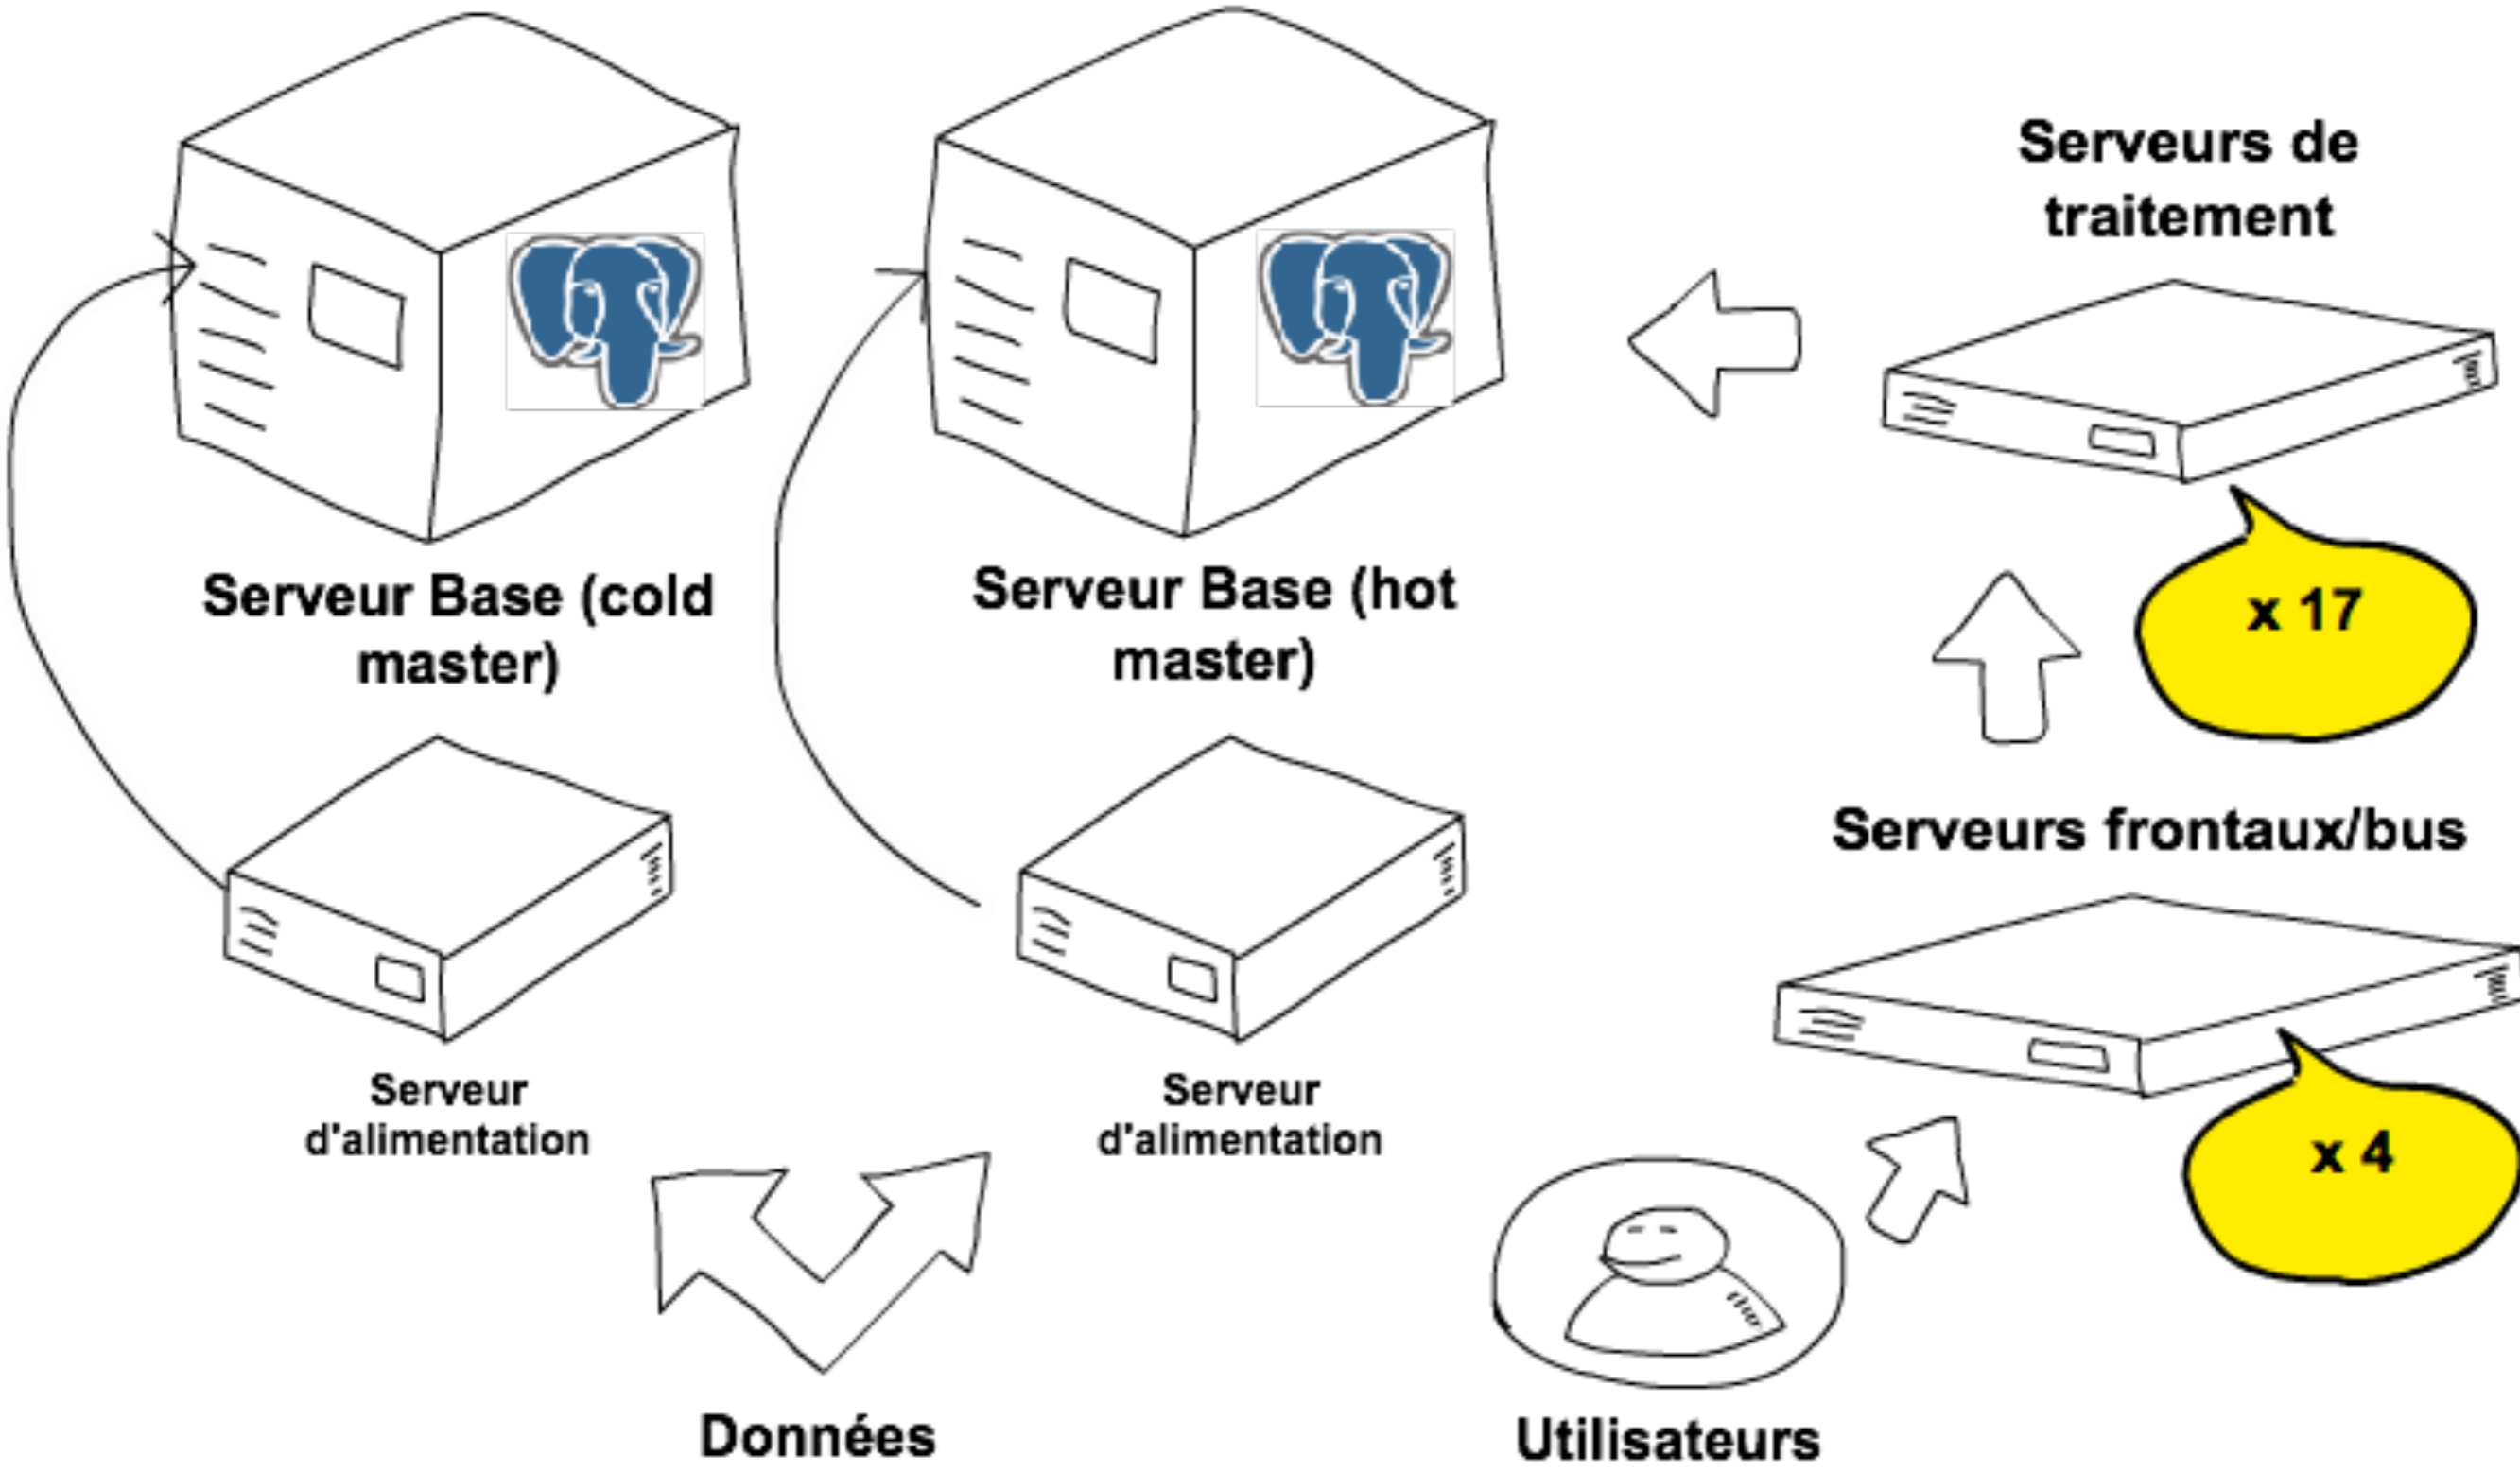 Serveurs de
traitement
Serveur Base (cold
master)
Serveur Base (hot
master)
x 17
Serveurs frontaux/bus
Serveur
d'alimentation
Serveur
d'alimentation
x 4
Données
Utilisateurs